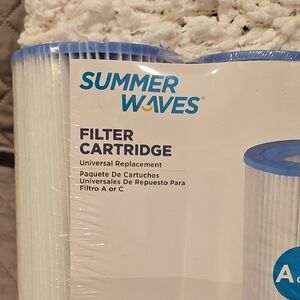 SUMMER
WAVES®
FILTER
CARTRIDGE
Universal Replacement
Paquete De Cartuchos
Universales De Repuesto Para
Filtro A or C
A